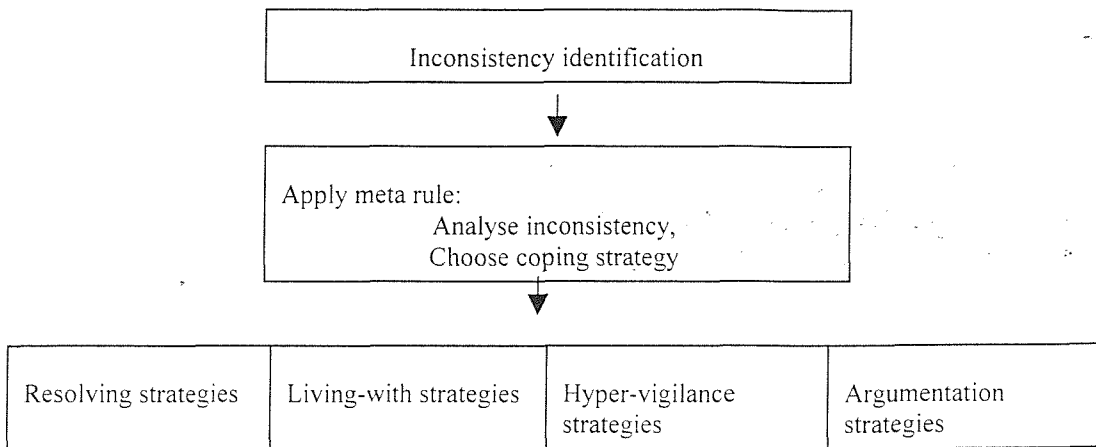 Inconsistency identification
Apply meta rule:
Analyse inconsistency,
Choose coping strategy
Resolving strategies
Living-with strategies
Hyper-vigilance
strategies
Argumentation
strategies